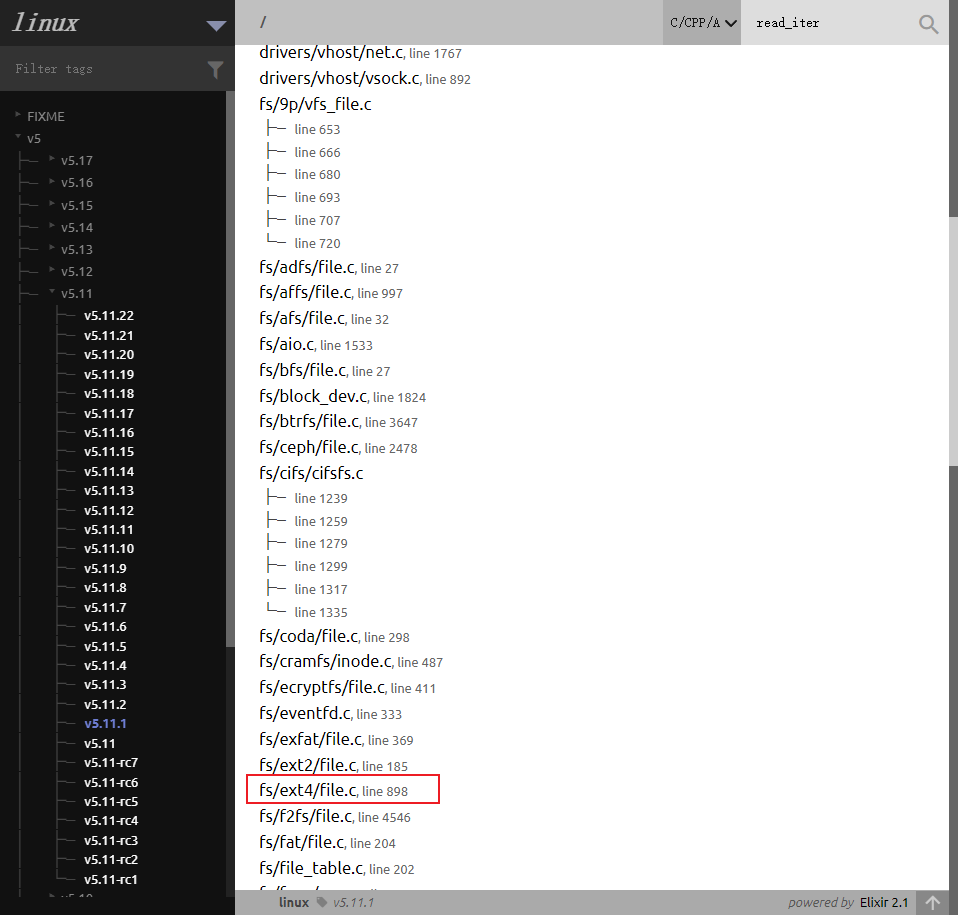 linux
/
C/CPP/A
read_iter
Filter tags
FIXME
v5
v5.17
v5.16
v5.15
v5.14
v5.13
v5.12
v5.11
v5.11.22
v5.11.21
v5.11.20
v5.11.19
v5.11.18
v5.11.17
v5.11.16
v5.11.15
v5.11.14
v5.11.13
v5.11.12
v5.11.11
v5.11.10
v5.11.9
v5.11.8
v5.11.7
v5.11.6
v5.11.5
v5.11.4
v5.11.3
v5.11.2
v5.11.1
v5.11
v5.11-rc7
v5.11-rc6
v5.11-rc5
v5.11-rc4
v5.11-rc3
v5.11-rc2
v5.11-rc1
drivers/vhost/net.c, line 1767
drivers/vhost/vsock.c, line 892
fs/9p/vfs_file.c
line 653
line 666
line 680
line 693
line 707
line 720
fs/adfs/file.c, line 27
fs/affs/file.c, line 997
fs/afs/file.c, line 32
fs/aio.c, line 1533
fs/bfs/file.c, line 27
fs/block_dev.c, line 1824
fs/btrfs/file.c, line 3647
fs/ceph/file.c, line 2478
fs/cifs/cifsfs.c
line 1239
line 1259
line 1279
line 1299
line 1317
line 1335
fs/coda/file.c, line 298
fs/cramfs/inode.c, line 487
fs/ecryptfs/file.c, line 411
fs/eventfd.c, line 333
fs/exfat/file.c, line 369
fs/ext2/file.c, line 185
fs/ext4/file.c, line 898
fs/f2fs/file.c, line 4546
fs/fat/file.c, line 204
fs/file_table.c, line 202
linux v5.11.1
powered by Elixir 2.1